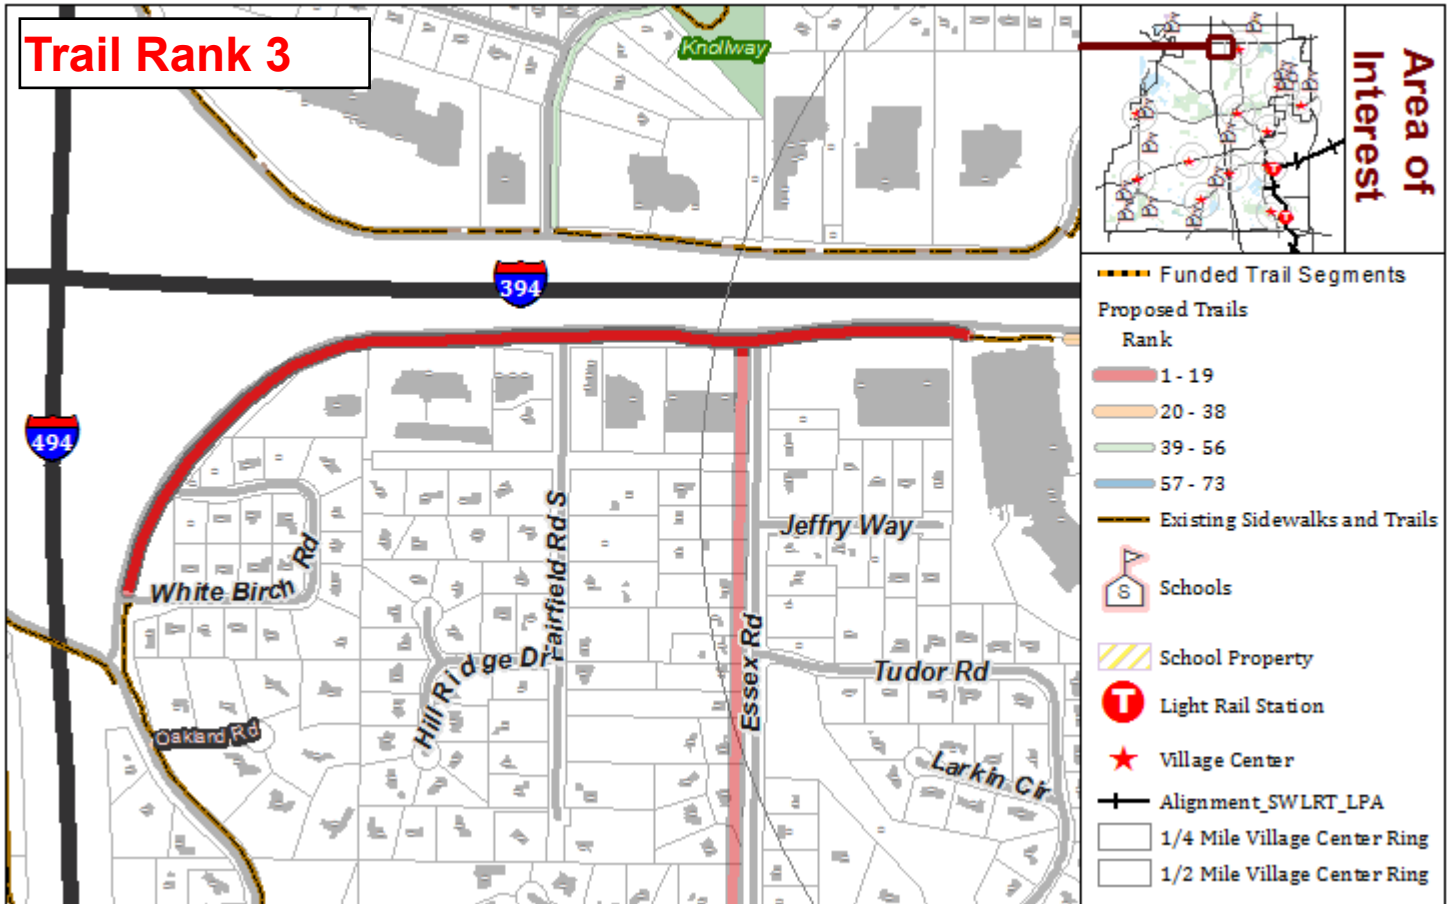 Trail Rank 3
Knollway
394
494
Jeffry Way
White Birch Rd
Fairfield Rd S
Hill Ridge Dr
Essex Rd
Tudor Rd
Oakland Rd
Larkin Cir
Area of
Interest
T
T
Funded Trail Segments
Proposed Trails
Rank
1 - 19
20 - 38
39 - 56
57 - 73
Existing Sidewalks and Trails
S
Schools
School Property
T
Light Rail Station
Village Center
Alignment_SWLRT_LPA
1/4 Mile Village Center Ring
1/2 Mile Village Center Ring